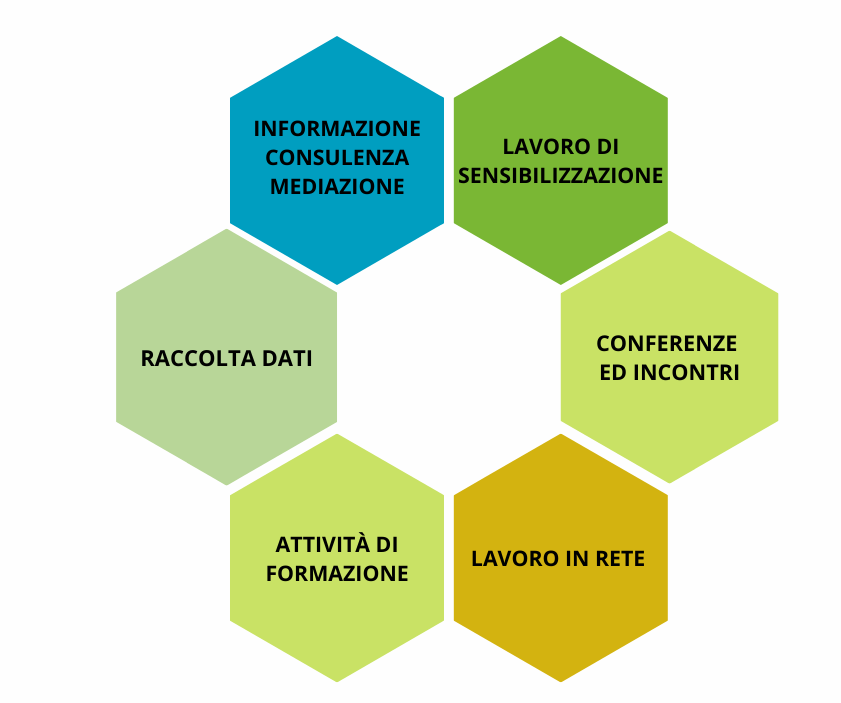 INFORMAZIONE
CONSULENZA
MEDIAZIONE
LAVORO DI
SENSIBILIZZAZIONE
RACCOLTA DATI
CONFERENZE
ED INCONTRI
ATTIVITÀ DI
FORMAZIONE
LAVORO IN RETE